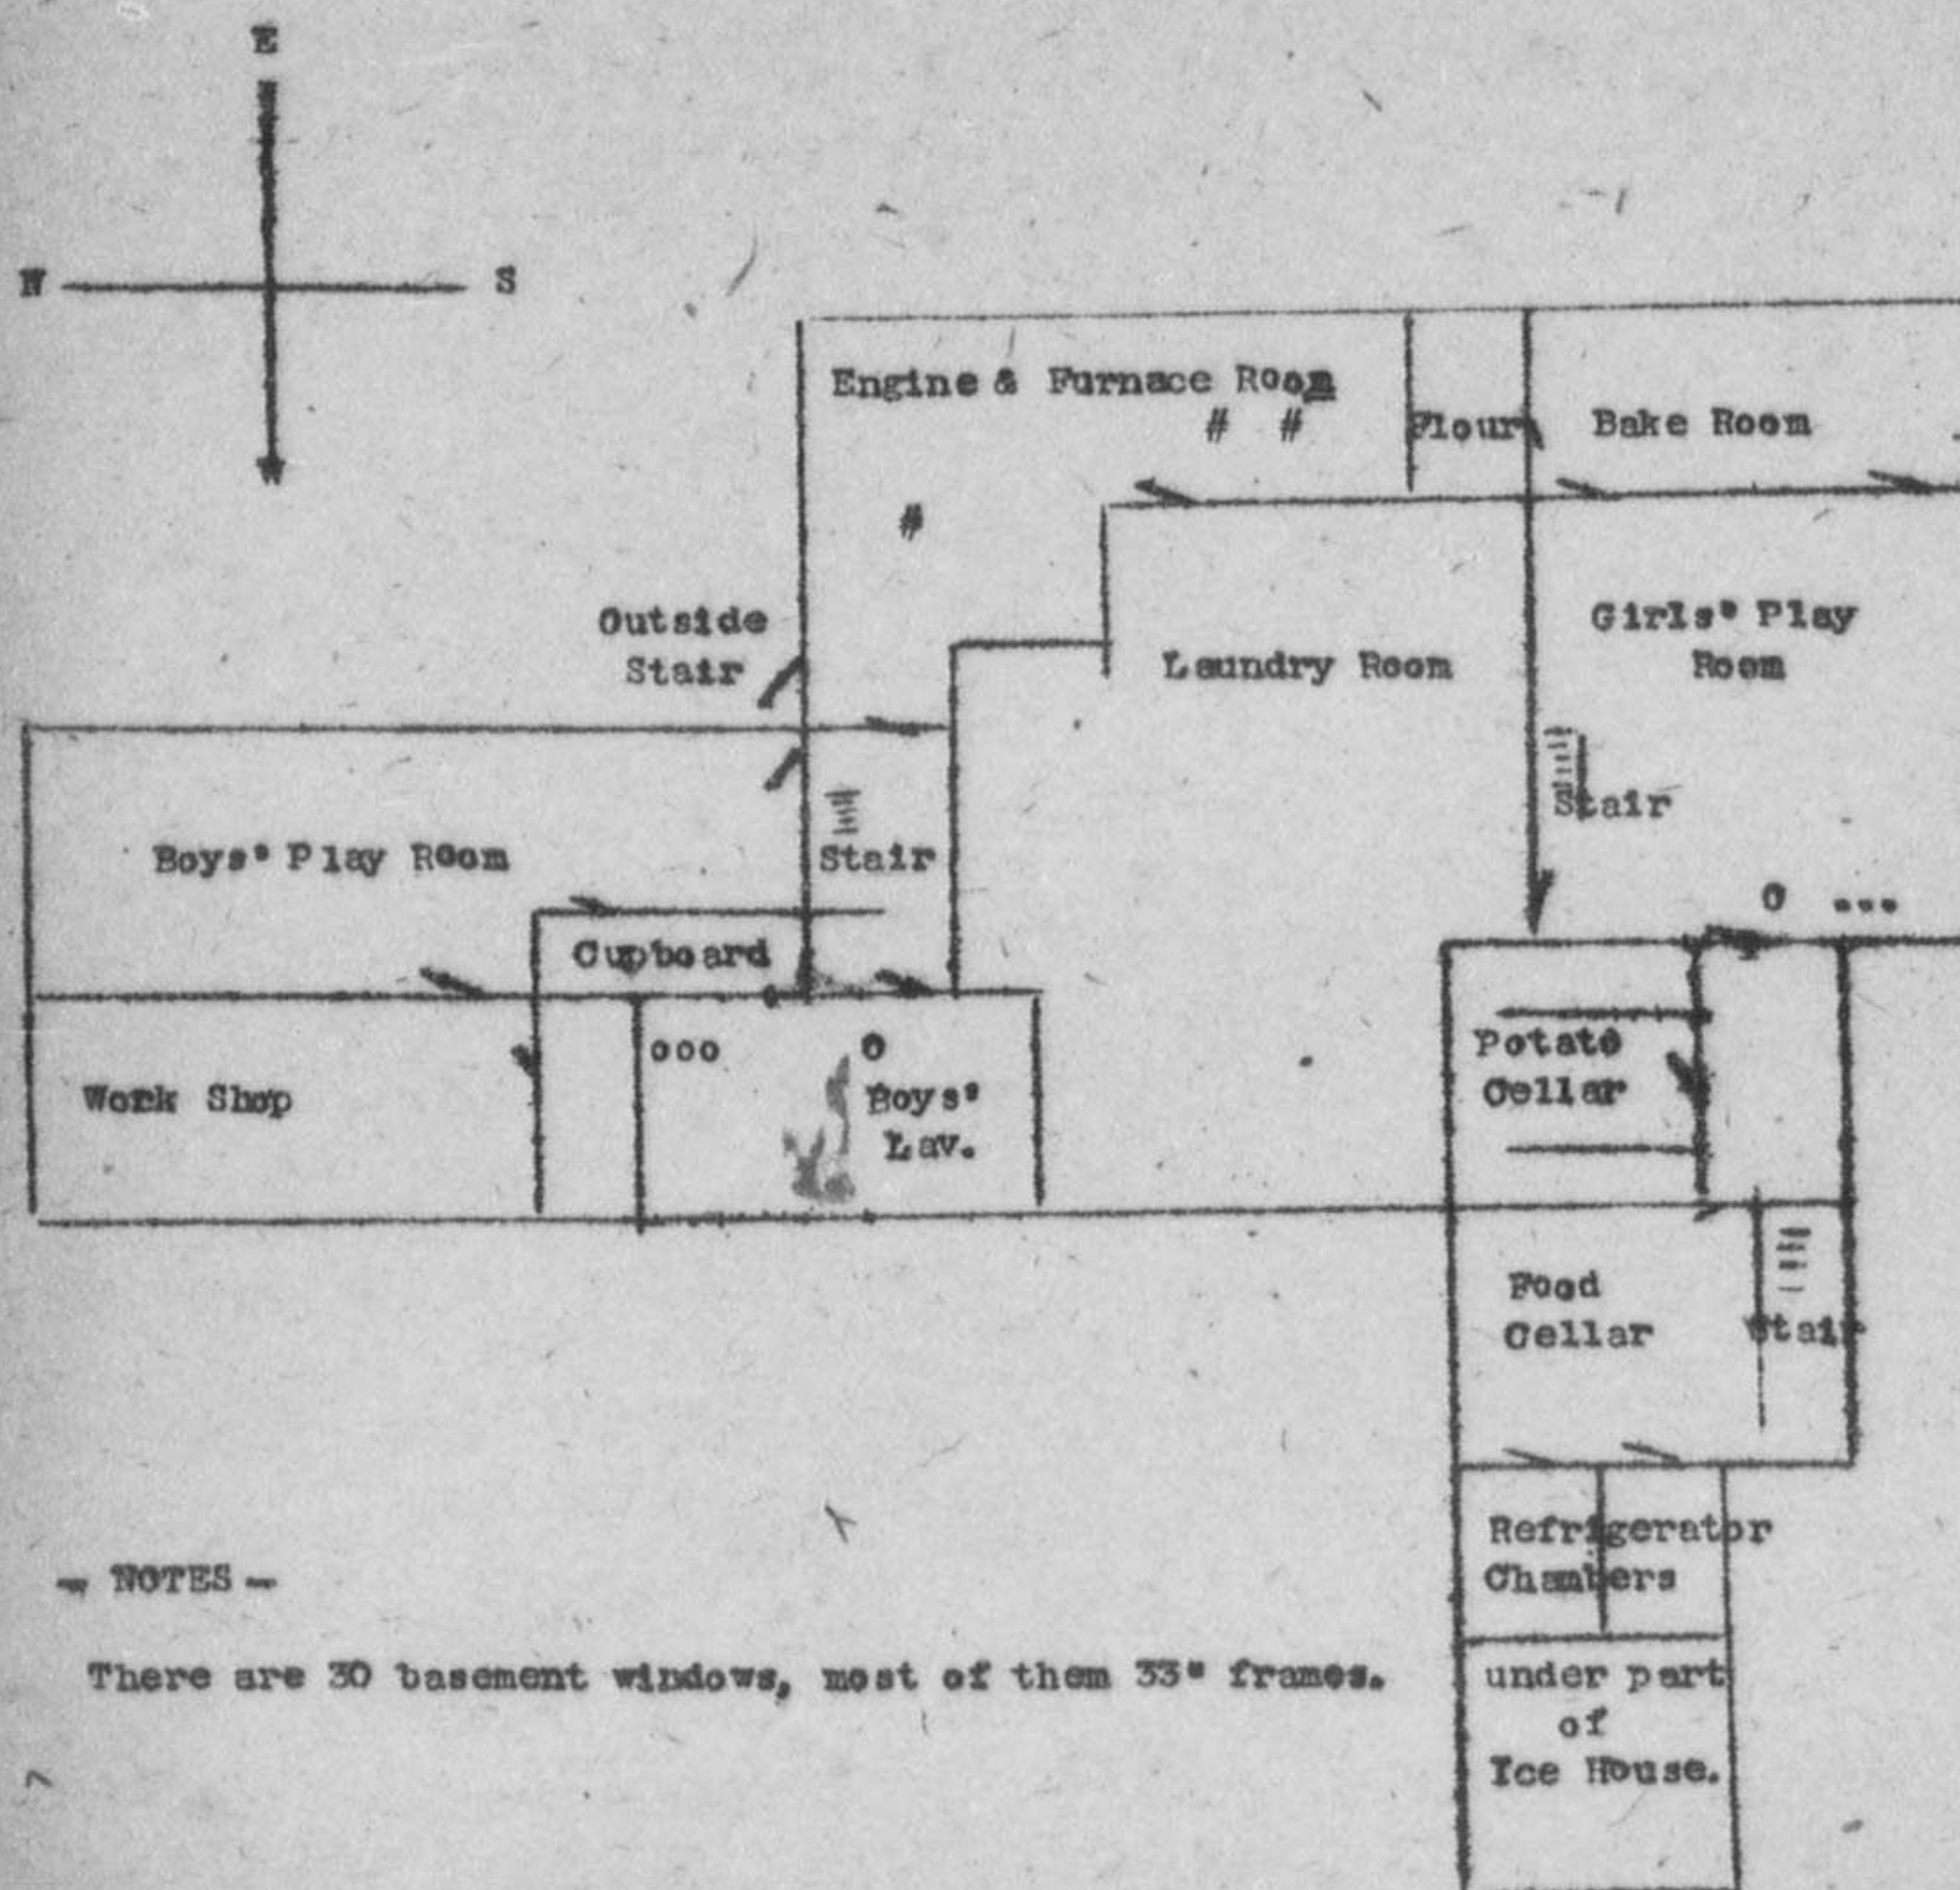 E
N S
W
Engine & Furnace Room
# #
Flour
Bake Room
#
Outside
Stair
Laundry Room
Girls' Play
Room
Stair
Boys' Play Room
Stair
O ...
Cupboard
ooo O
Boys'
Lav.
Work Shop
Potato
Cellar
Food
Cellar
Stair
Refrigerator
Chambers
- NOTES -
There are 30 basement windows, most of them 33" frames.
under part
of
Ice House.